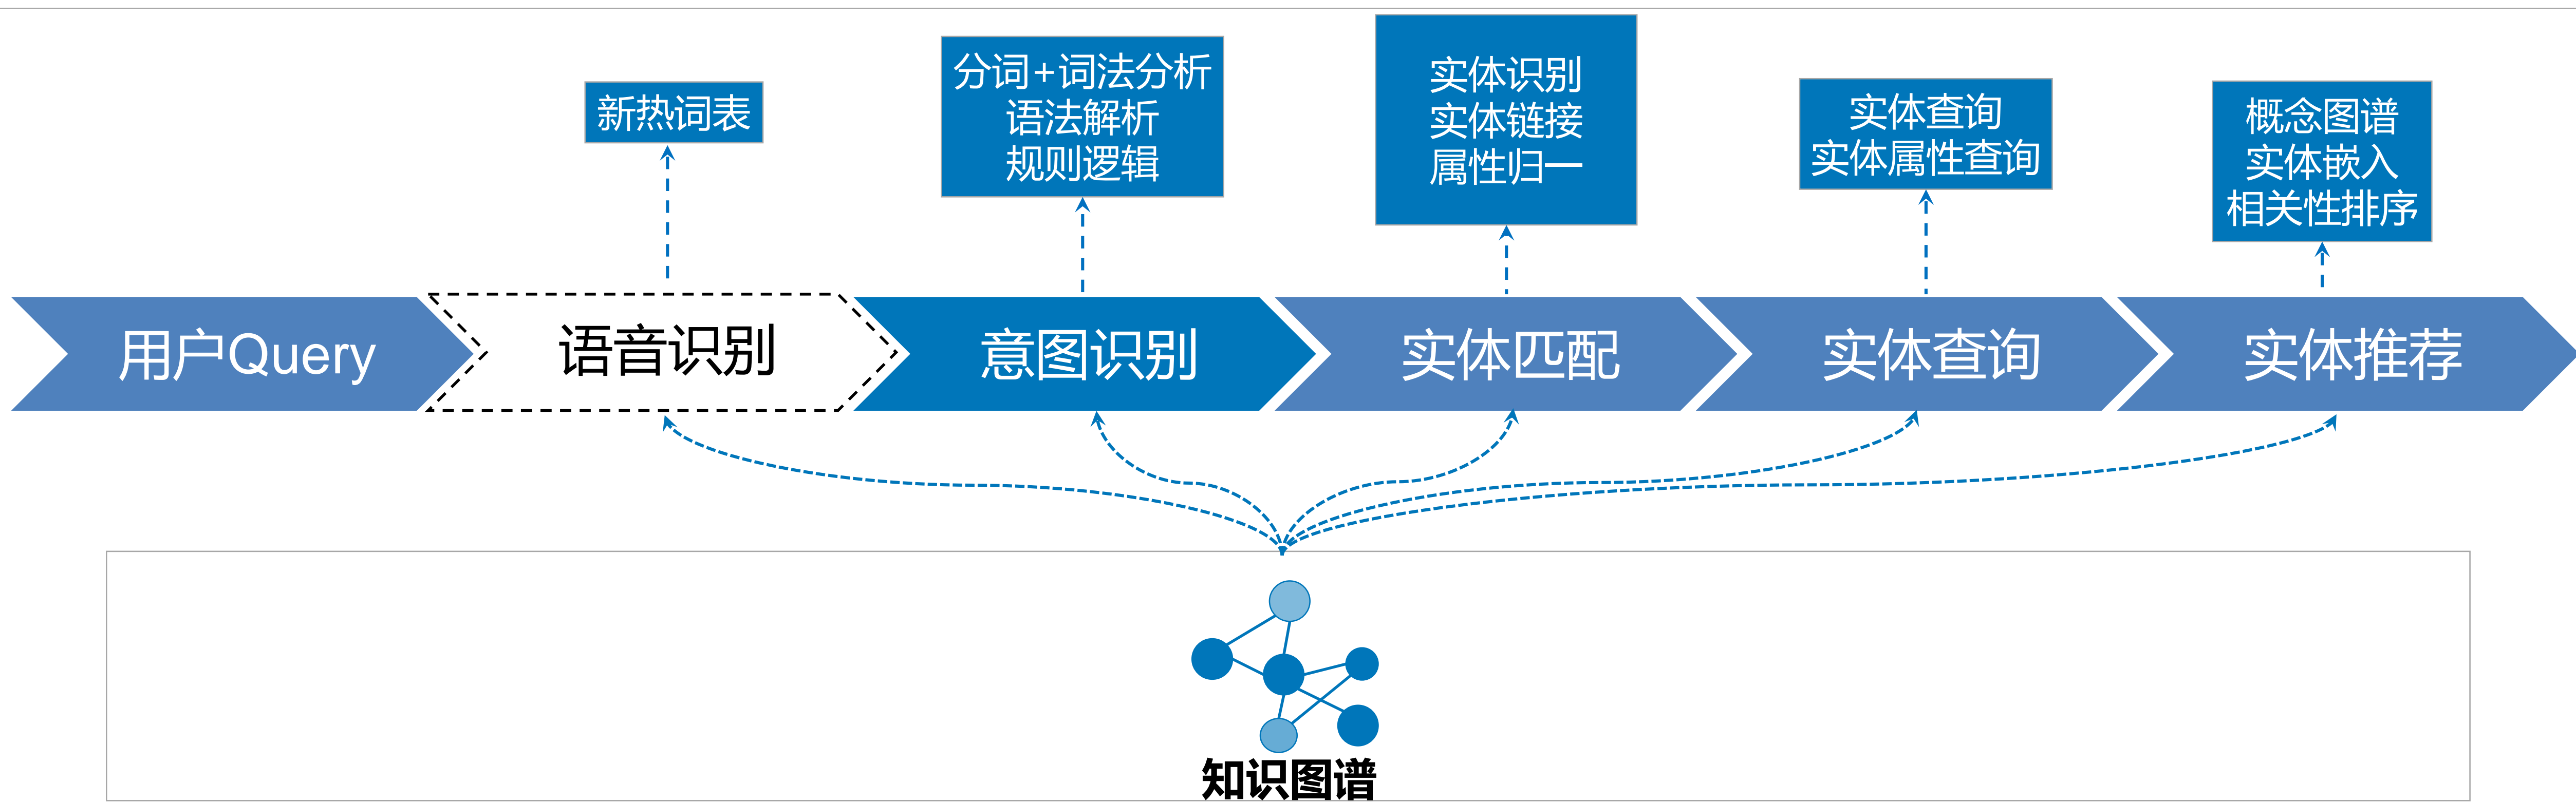 新热词表
分词+词法分析
语法解析
规则逻辑
实体识别
实体链接
属性归一
实体查询
实体属性查询
概念图谱
实体嵌入
相关性排序
用户Query
语音识别
意图识别
实体匹配
实体查询
实体推荐
知识图谱